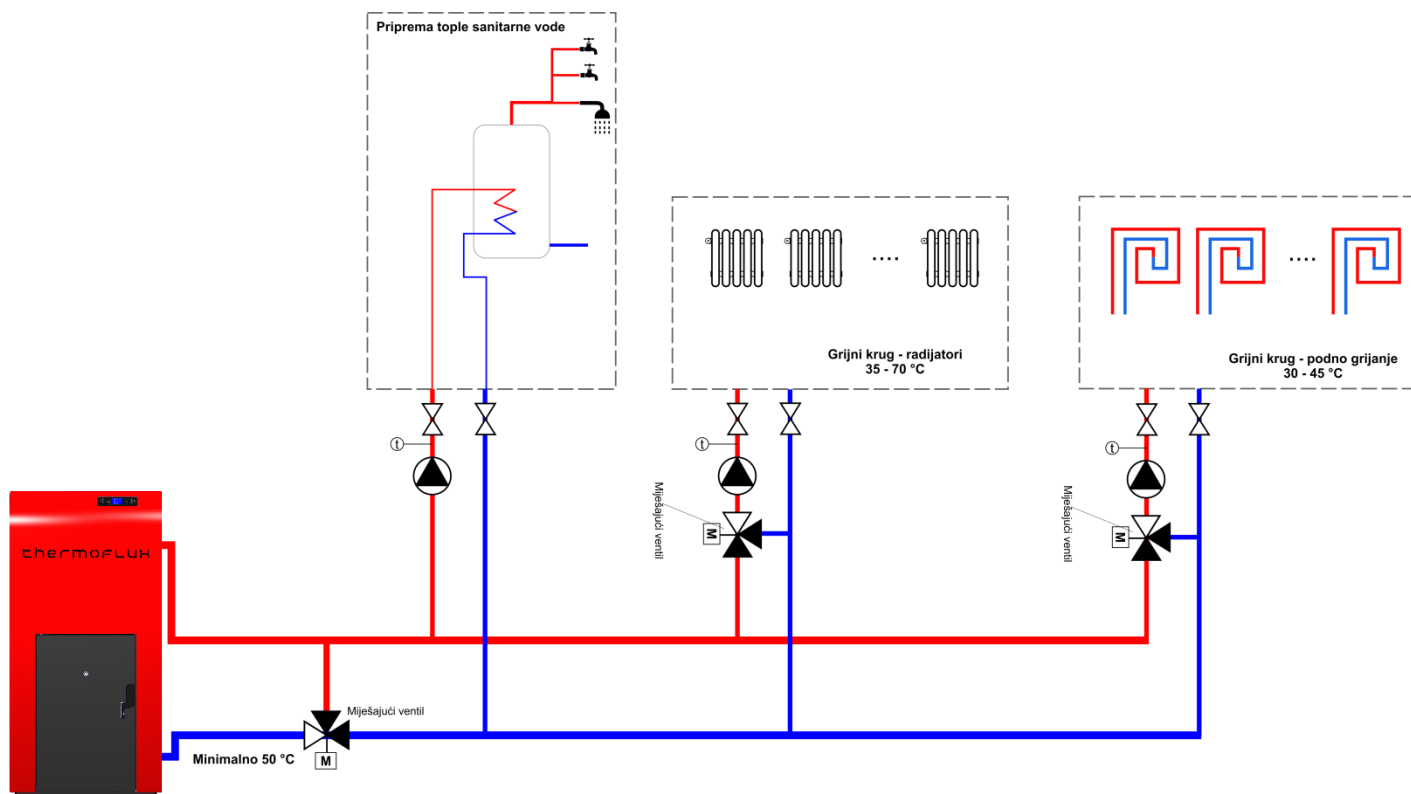 Priprema tople sanitarne vode
Grijni krug - radijatori
35 - 70 °C
Grijni krug - podno grijanje
30 - 45 °C
t
t
t
Miješajući ventil
M
Miješajući ventil
M
thermoflux
Miješajući ventil
Minimalno 50 °C
M